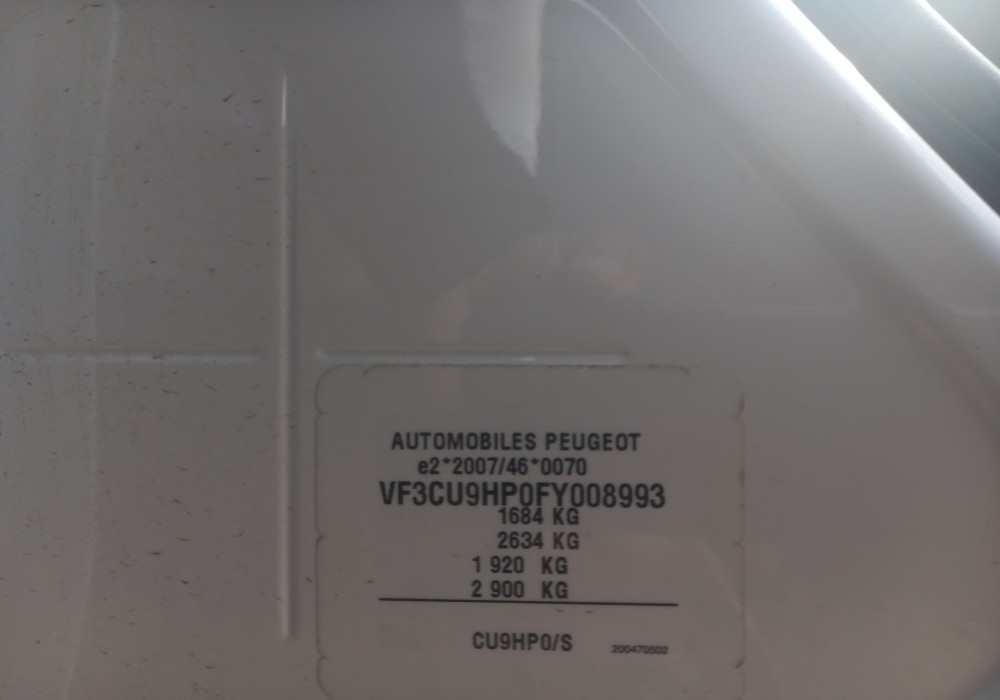 AUTOMOBILES PEUGEOT
e2*2007/46*0070
VF3CU9HP0FY008993
1684 KG
2634 KG
1 920 KG
2 900 KG
CU9HP0/S 200470502